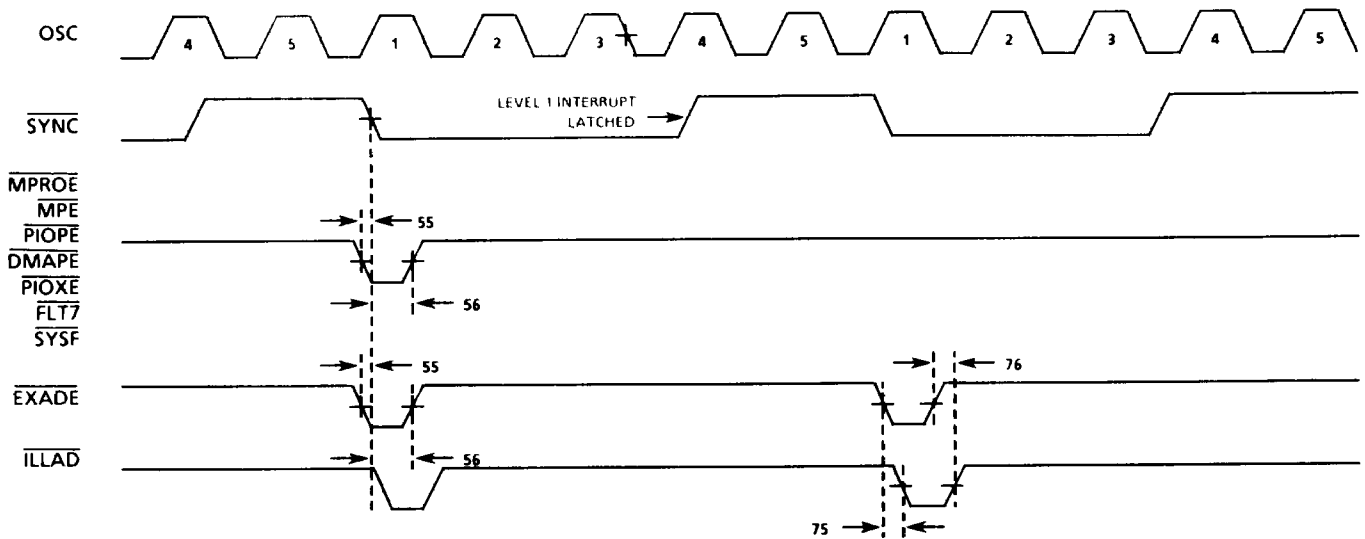 OSC
4 5 1 2 3 4 5 1 2 3 4 5
LEVEL 1 INTERRUPT
LATCHED
SYNC
MPROE
MPE
PIOPE
DMAPE
PIOXE
FLT7
SYSF
55
56
EXADE
55
76
ILLAD
56
75